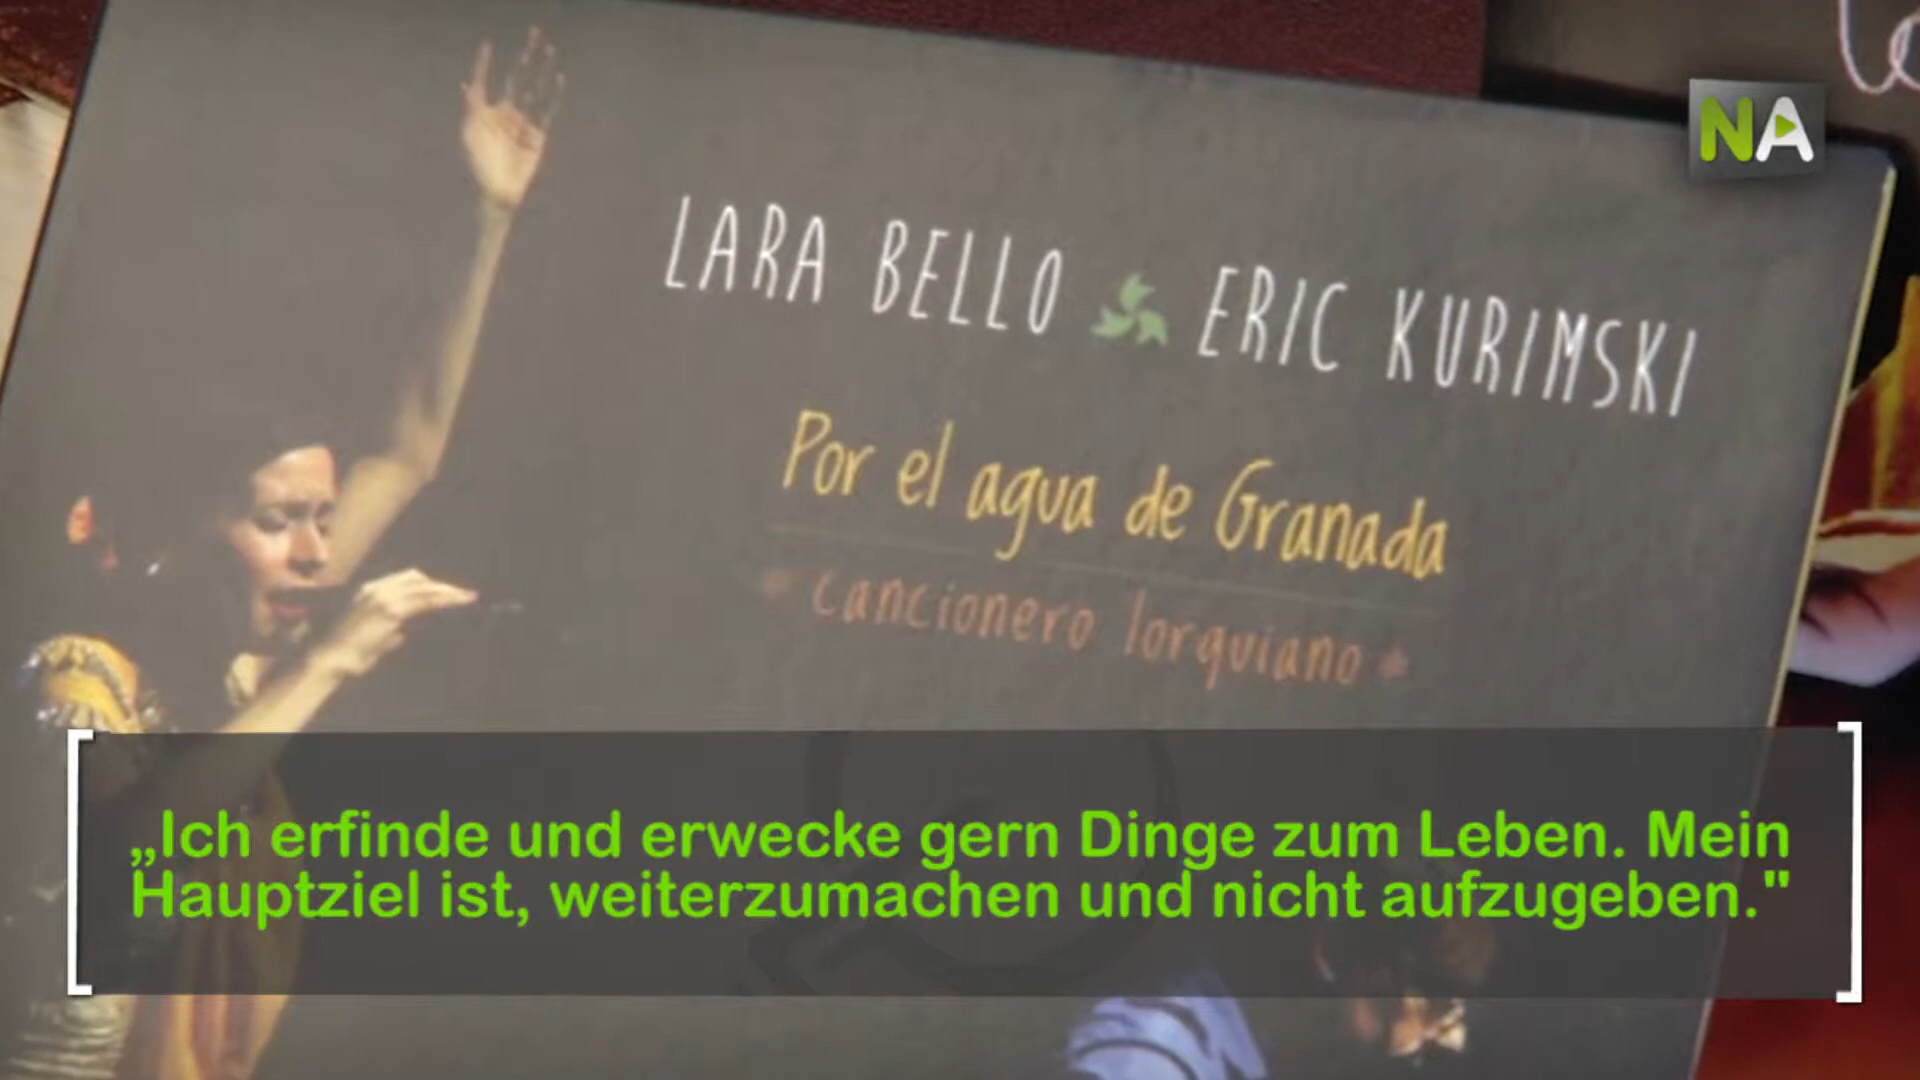 NA
LARA BELLO ERIC KURIMSKI
Por el agua de Granada
cancionero lorquiano
„Ich erfinde und erwecke gern Dinge zum Leben. Mein
Hauptziel ist, weiterzumachen und nicht aufzugeben."